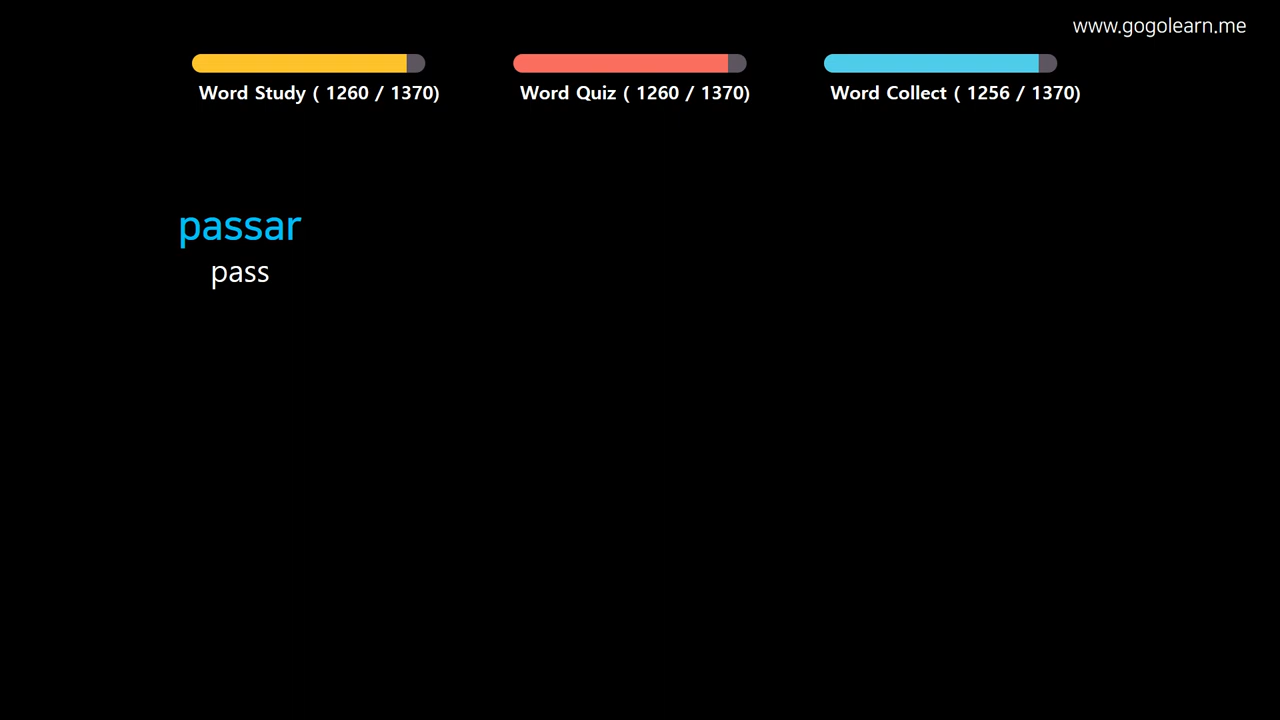 www.gogolearn.me
Word Study ( 1260 / 1370)
Word Quiz ( 1260 / 1370)
Word Collect ( 1256 / 1370)
passar
pass